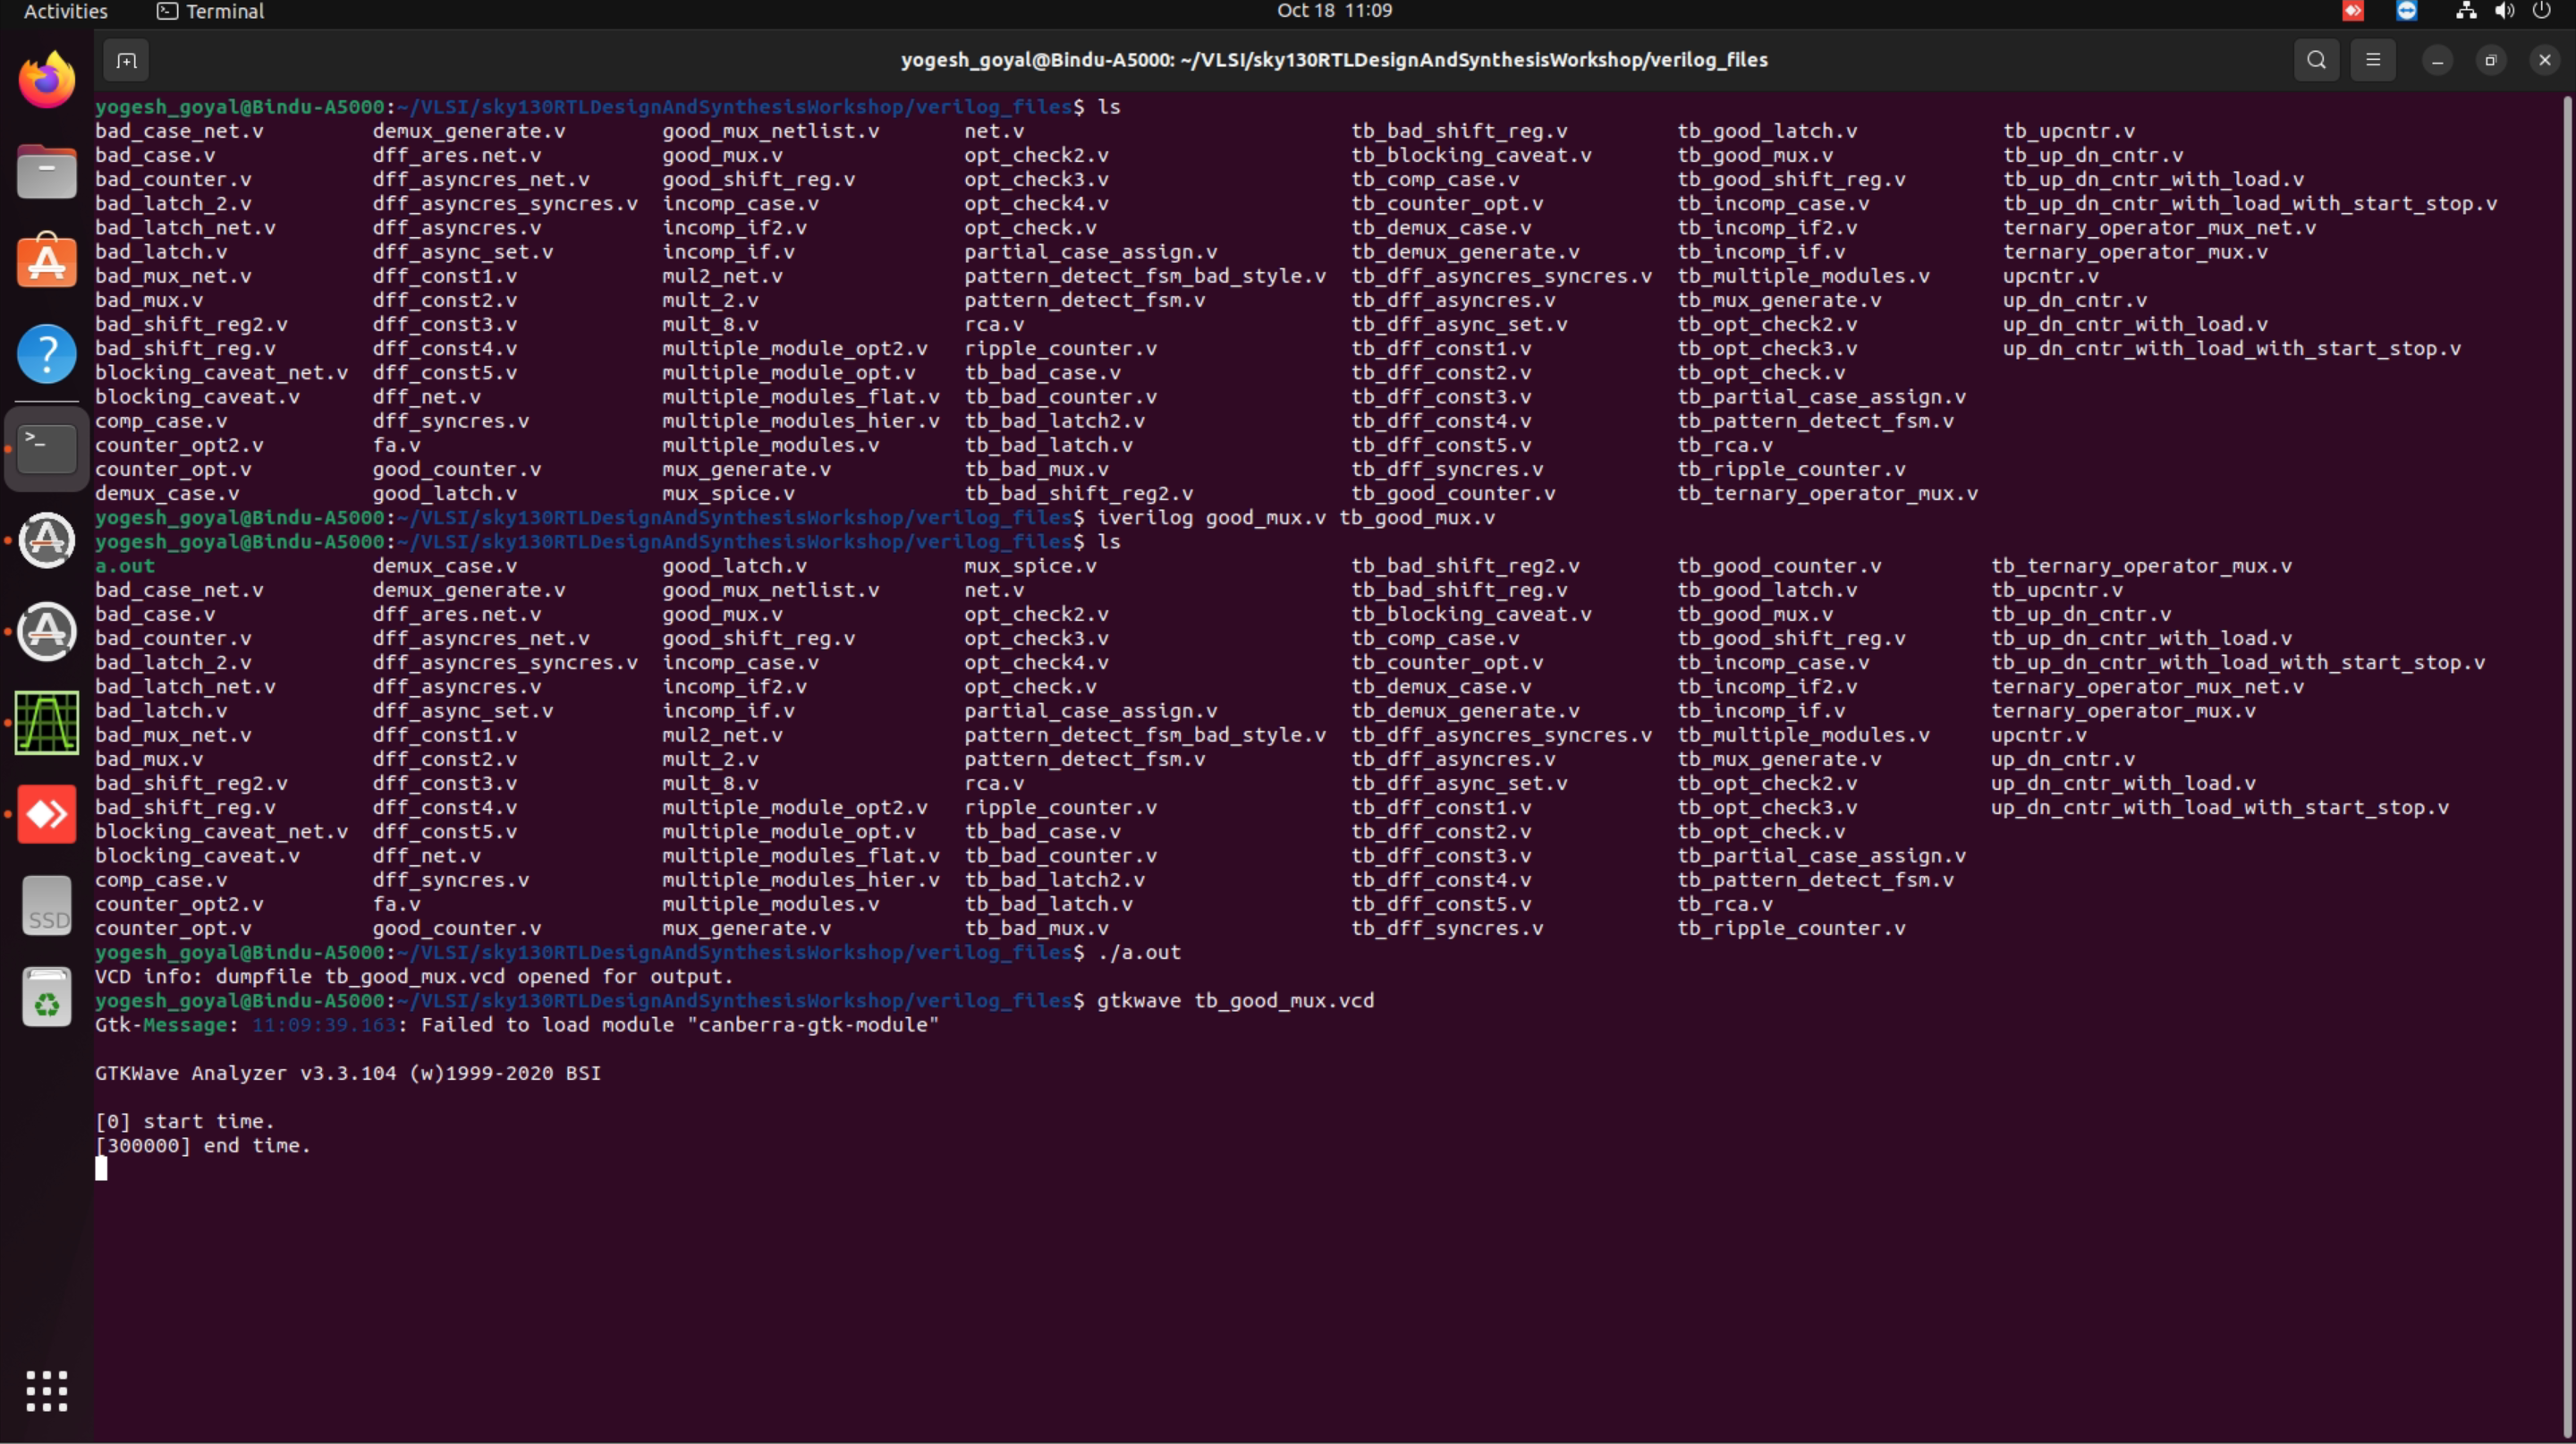 Activities Terminal Oct 18 11:09
yogesh_goyal@Bindu-A5000: ~/VLSI/sky130RTLDesignAndSynthesisWorkshop/verilog_files
yogesh_goyal@Bindu-A5000:~/VLSI/sky130RTLDesignAndSynthesisWorkshop/verilog_files$ ls
bad_case_net.v demux_generate.v good_mux_netlist.v net.v tb_bad_shift_reg.v tb_good_latch.v tb_upcntr.v
bad_case.v dff_ares.net.v good_mux.v opt_check2.v tb_blocking_caveat.v tb_good_mux.v tb_up_dn_cntr.v
bad_counter.v dff_asyncres_net.v good_shift_reg.v opt_check3.v tb_comp_case.v tb_good_shift_reg.v tb_up_dn_cntr_with_load.v
bad_latch_2.v dff_asyncres_syncres.v incomp_case.v opt_check4.v tb_counter_opt.v tb_incomp_case.v tb_up_dn_cntr_with_load_with_start_stop.v
bad_latch_net.v dff_asyncres.v incomp_if2.v opt_check.v tb_demux_case.v tb_incomp_if2.v ternary_operator_mux_net.v
bad_latch.v dff_async_set.v incomp_if.v partial_case_assign.v tb_demux_generate.v tb_incomp_if.v ternary_operator_mux.v
bad_mux_net.v dff_const1.v mul2_net.v pattern_detect_fsm_bad_style.v tb_dff_asyncres_syncres.v tb_multiple_modules.v upcntr.v
bad_mux.v dff_const2.v mult_2.v pattern_detect_fsm.v tb_dff_asyncres.v tb_mux_generate.v up_dn_cntr.v
bad_shift_reg2.v dff_const3.v mult_8.v rca.v tb_dff_async_set.v tb_opt_check2.v up_dn_cntr_with_load.v
bad_shift_reg.v dff_const4.v multiple_module_opt2.v ripple_counter.v tb_dff_const1.v tb_opt_check3.v up_dn_cntr_with_load_with_start_stop.v
blocking_caveat_net.v dff_const5.v multiple_module_opt.v tb_bad_case.v tb_dff_const2.v tb_opt_check.v
blocking_caveat.v dff_net.v multiple_modules_flat.v tb_bad_counter.v tb_dff_const3.v tb_partial_case_assign.v
comp_case.v dff_syncres.v multiple_modules_hier.v tb_bad_latch2.v tb_dff_const4.v tb_pattern_detect_fsm.v
counter_opt2.v fa.v multiple_modules.v tb_bad_latch.v tb_dff_const5.v tb_rca.v
counter_opt.v good_counter.v mux_generate.v tb_bad_mux.v tb_dff_syncres.v tb_ripple_counter.v
demux_case.v good_latch.v mux_spice.v tb_bad_shift_reg2.v tb_good_counter.v tb_ternary_operator_mux.v
yogesh_goyal@Bindu-A5000:~/VLSI/sky130RTLDesignAndSynthesisWorkshop/verilog_files$ iverilog good_mux.v tb_good_mux.v
yogesh_goyal@Bindu-A5000:~/VLSI/sky130RTLDesignAndSynthesisWorkshop/verilog_files$ ls
a.out demux_case.v good_latch.v mux_spice.v tb_bad_shift_reg2.v tb_good_counter.v tb_ternary_operator_mux.v
bad_case_net.v demux_generate.v good_mux_netlist.v net.v tb_bad_shift_reg.v tb_good_latch.v tb_upcntr.v
bad_case.v dff_ares.net.v good_mux.v opt_check2.v tb_blocking_caveat.v tb_good_mux.v tb_up_dn_cntr.v
bad_counter.v dff_asyncres_net.v good_shift_reg.v opt_check3.v tb_comp_case.v tb_good_shift_reg.v tb_up_dn_cntr_with_load.v
bad_latch_2.v dff_asyncres_syncres.v incomp_case.v opt_check4.v tb_counter_opt.v tb_incomp_case.v tb_up_dn_cntr_with_load_with_start_stop.v
bad_latch_net.v dff_asyncres.v incomp_if2.v opt_check.v tb_demux_case.v tb_incomp_if2.v ternary_operator_mux_net.v
bad_latch.v dff_async_set.v incomp_if.v partial_case_assign.v tb_demux_generate.v tb_incomp_if.v ternary_operator_mux.v
bad_mux_net.v dff_const1.v mul2_net.v pattern_detect_fsm_bad_style.v tb_dff_asyncres_syncres.v tb_multiple_modules.v upcntr.v
bad_mux.v dff_const2.v mult_2.v pattern_detect_fsm.v tb_dff_asyncres.v tb_mux_generate.v up_dn_cntr.v
bad_shift_reg2.v dff_const3.v mult_8.v rca.v tb_dff_async_set.v tb_opt_check2.v up_dn_cntr_with_load.v
bad_shift_reg.v dff_const4.v multiple_module_opt2.v ripple_counter.v tb_dff_const1.v tb_opt_check3.v up_dn_cntr_with_load_with_start_stop.v
blocking_caveat_net.v dff_const5.v multiple_module_opt.v tb_bad_case.v tb_dff_const2.v tb_opt_check.v
blocking_caveat.v dff_net.v multiple_modules_flat.v tb_bad_counter.v tb_dff_const3.v tb_partial_case_assign.v
comp_case.v dff_syncres.v multiple_modules_hier.v tb_bad_latch2.v tb_dff_const4.v tb_pattern_detect_fsm.v
counter_opt2.v fa.v multiple_modules.v tb_bad_latch.v tb_dff_const5.v tb_rca.v
counter_opt.v good_counter.v mux_generate.v tb_bad_mux.v tb_dff_syncres.v tb_ripple_counter.v
yogesh_goyal@Bindu-A5000:~/VLSI/sky130RTLDesignAndSynthesisWorkshop/verilog_files$ ./a.out
VCD info: dumpfile tb_good_mux.vcd opened for output.
yogesh_goyal@Bindu-A5000:~/VLSI/sky130RTLDesignAndSynthesisWorkshop/verilog_files$ gtkwave tb_good_mux.vcd
Gtk-Message: 11:09:39.163: Failed to load module "canberra-gtk-module"
GTKWave Analyzer v3.3.104 (w)1999-2020 BSI
[0] start time.
[300000] end time.
SSD